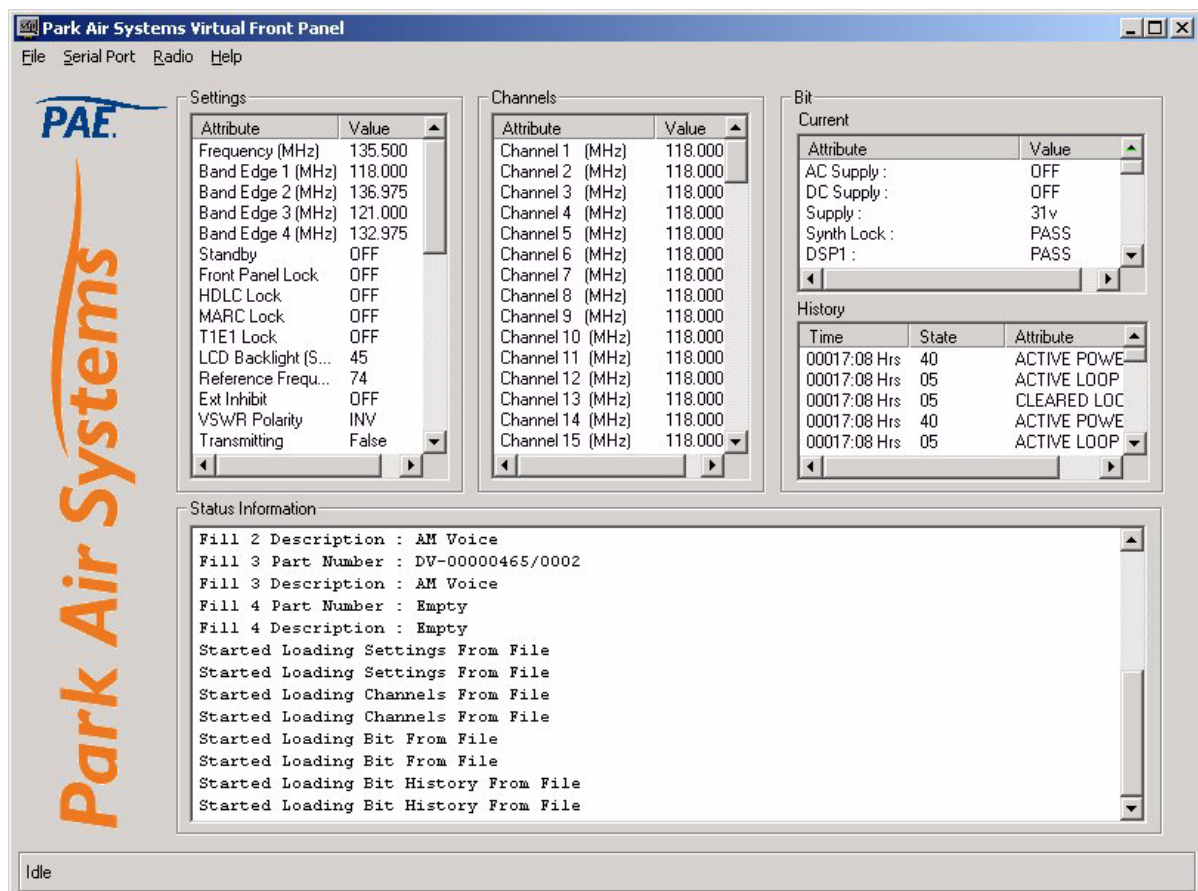 Park Air Systems Virtual Front Panel
File Serial Port Radio Help
PAE.
Park Air Systems
Settings
Attribute Value
Frequency (MHz) 135.500
Band Edge 1 (MHz) 118.000
Band Edge 2 (MHz) 136.975
Band Edge 3 (MHz) 121.000
Band Edge 4 (MHz) 132.975
Standby OFF
Front Panel Lock OFF
HDLC Lock OFF
MARC Lock OFF
T1E1 Lock OFF
LCD Backlight (S... 45
Reference Frequ... 74
Ext Inhibit OFF
VSWR Polarity INV
Transmitting False
Channels
Attribute Value
Channel 1 (MHz) 118.000
Channel 2 (MHz) 118.000
Channel 3 (MHz) 118.000
Channel 4 (MHz) 118.000
Channel 5 (MHz) 118.000
Channel 6 (MHz) 118.000
Channel 7 (MHz) 118.000
Channel 8 (MHz) 118.000
Channel 9 (MHz) 118.000
Channel 10 (MHz) 118.000
Channel 11 (MHz) 118.000
Channel 12 (MHz) 118.000
Channel 13 (MHz) 118.000
Channel 14 (MHz) 118.000
Channel 15 (MHz) 118.000
Bit
Current
Attribute Value
AC Supply : OFF
DC Supply : OFF
Supply : 31v
Synth Lock : PASS
DSP1 : PASS
History
Time State Attribute
00017:08 Hrs 40 ACTIVE POWE
00017:08 Hrs 05 ACTIVE LOOP
00017:08 Hrs 05 CLEARED LOC
00017:08 Hrs 40 ACTIVE POWE
00017:08 Hrs 05 ACTIVE LOOP
Status Information
Fill 2 Description : AM Voice
Fill 3 Part Number : DV-00000465/0002
Fill 3 Description : AM Voice
Fill 4 Part Number : Empty
Fill 4 Description : Empty
Started Loading Settings From File
Started Loading Settings From File
Started Loading Channels From File
Started Loading Channels From File
Started Loading Bit From File
Started Loading Bit From File
Started Loading Bit History From File
Started Loading Bit History From File
Idle